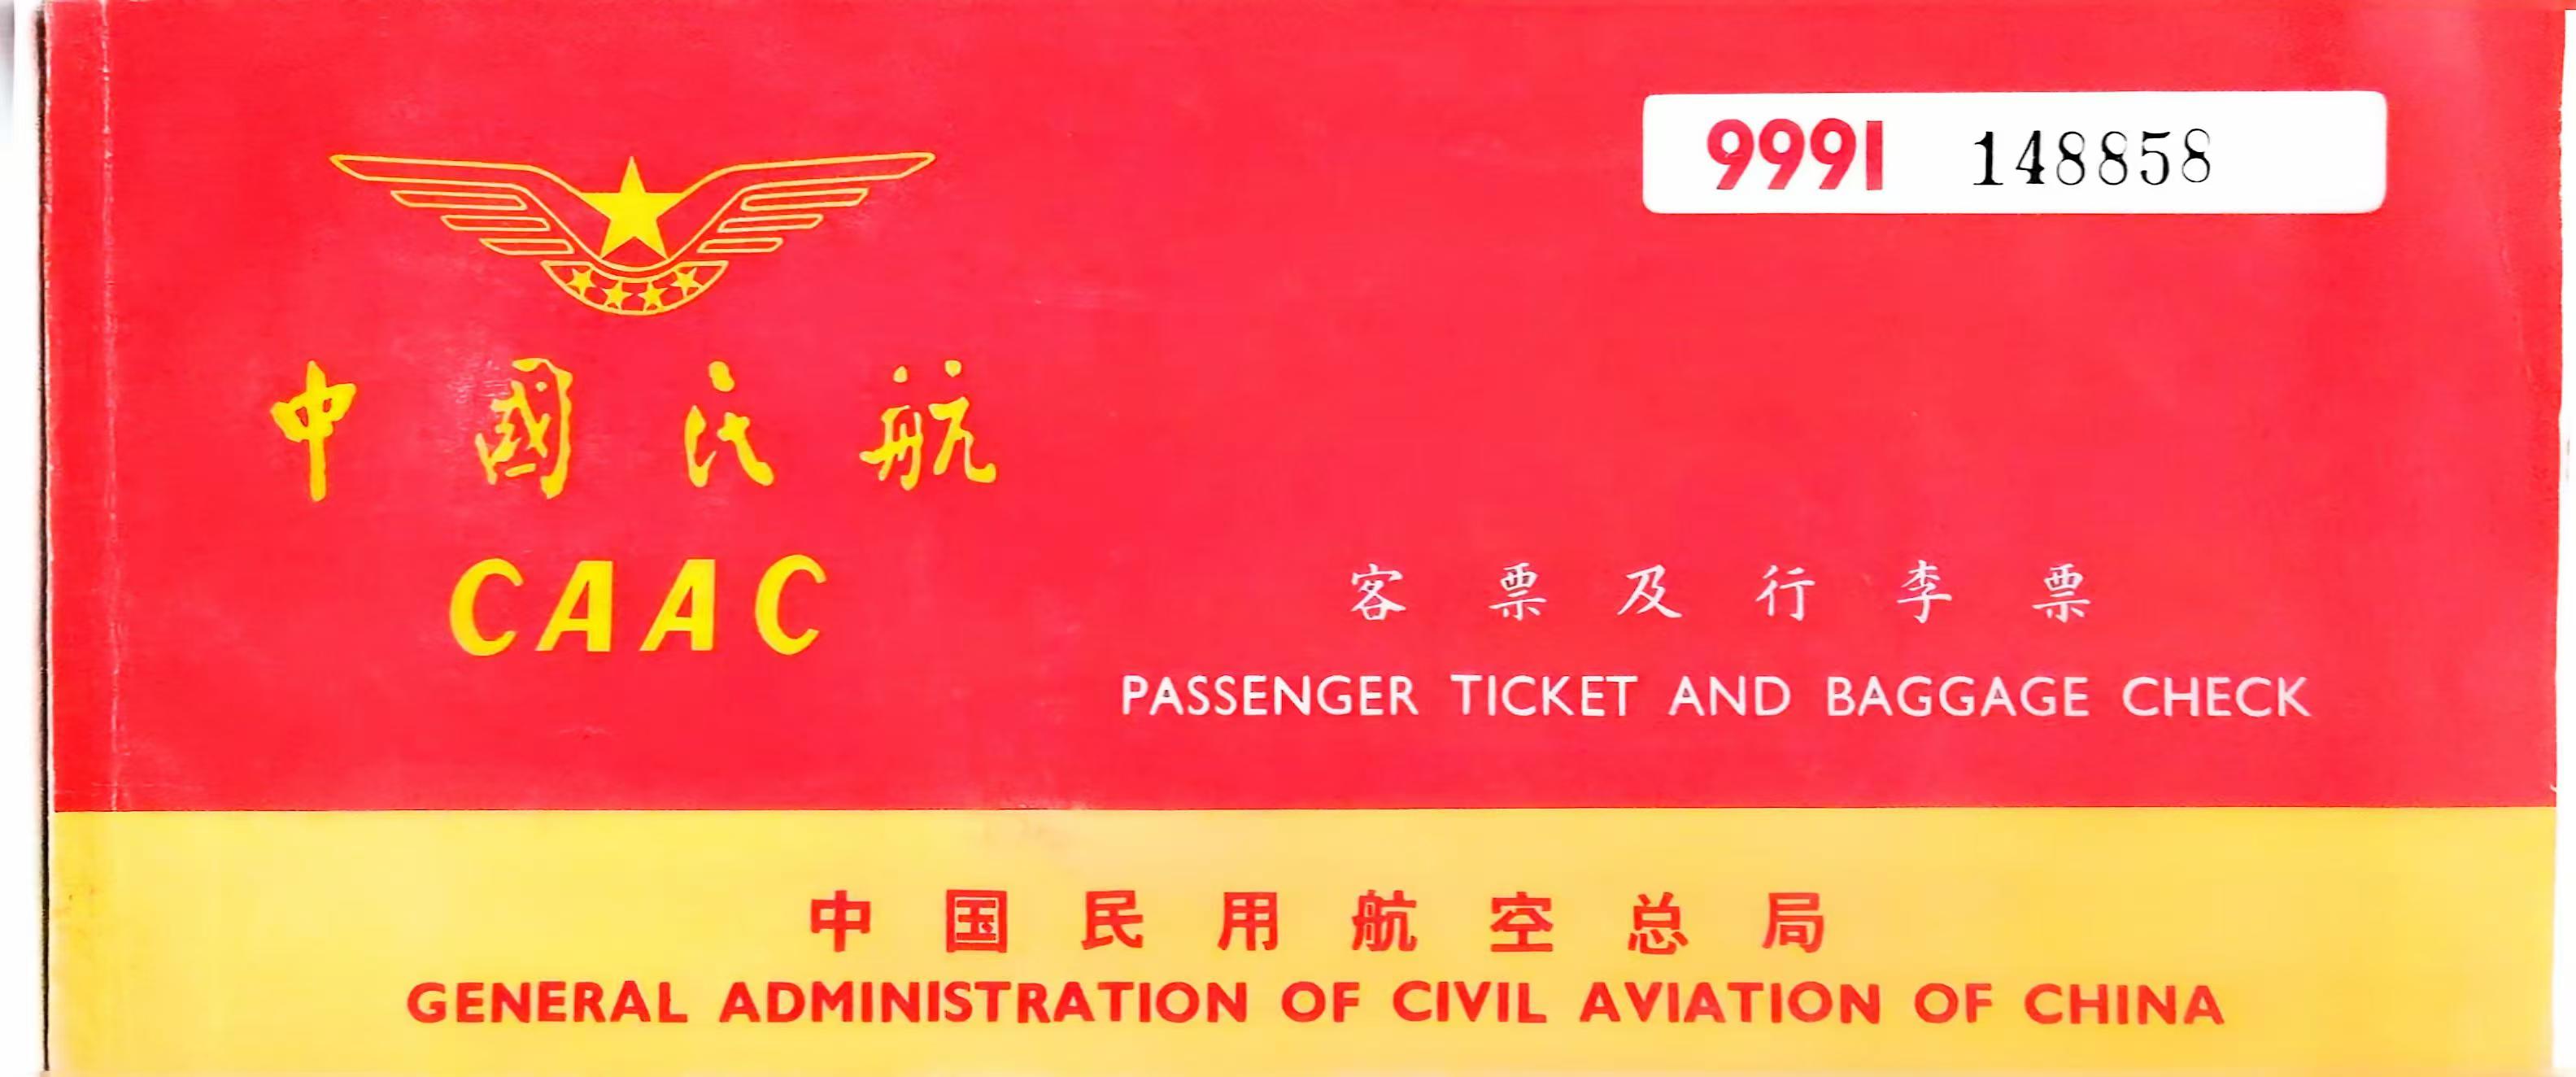 9991 148858
中國民航
CAAC
客票及行李票
PASSENGER TICKET AND BAGGAGE CHECK
中国民用航空总局
GENERAL ADMINISTRATION OF CIVIL AVIATION OF CHINA